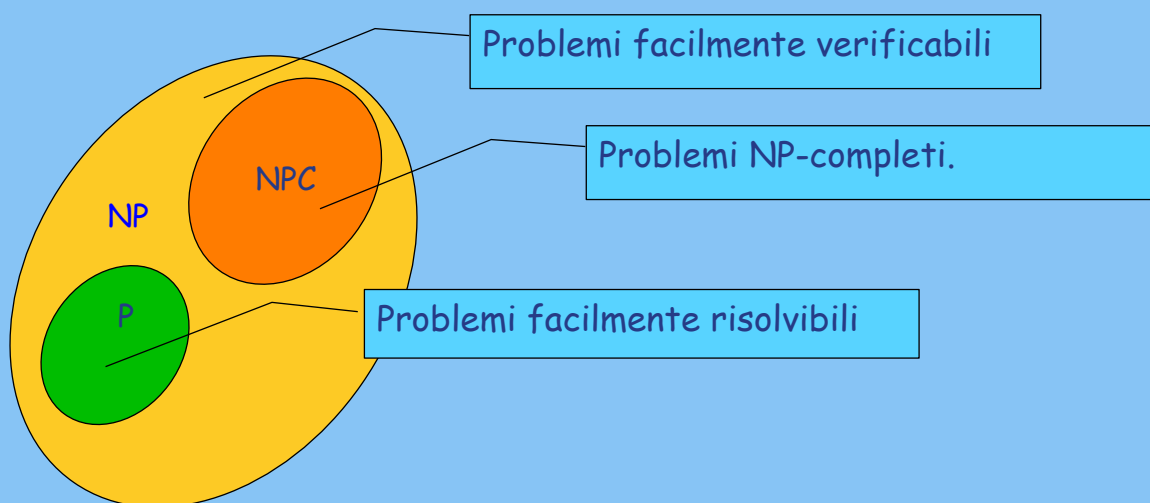 Problemi facilmente verificabili
Problemi NP-completi.
NPC
NP
P
Problemi facilmente risolvibili